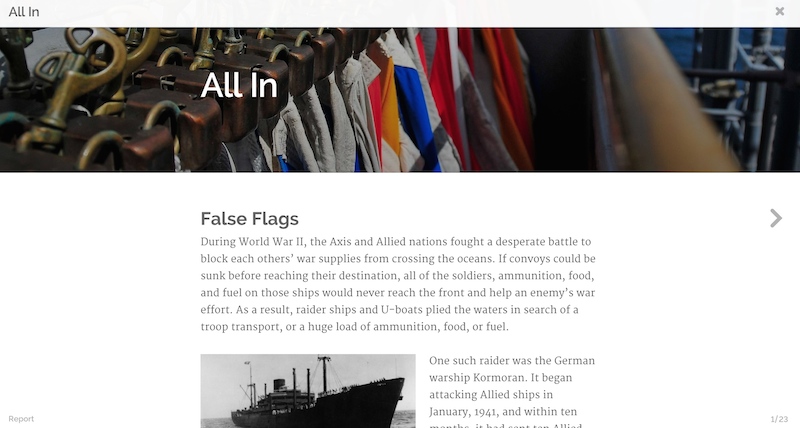 All In
All In
False Flags
During World War II, the Axis and Allied nations fought a desperate battle to
block each others’ war supplies from crossing the oceans. If convoys could be
sunk before reaching their destination, all of the soldiers, ammunition, food,
and fuel on those ships would never reach the front and help an enemy’s war
effort. As a result, raider ships and U-boats plied the waters in search of a
troop transport, or a huge load of ammunition, food, or fuel.
One such raider was the German
warship Kormoran. It began
attacking Allied ships in
January, 1941, and within ten
months, it had sent ten Allied
Report
1/23